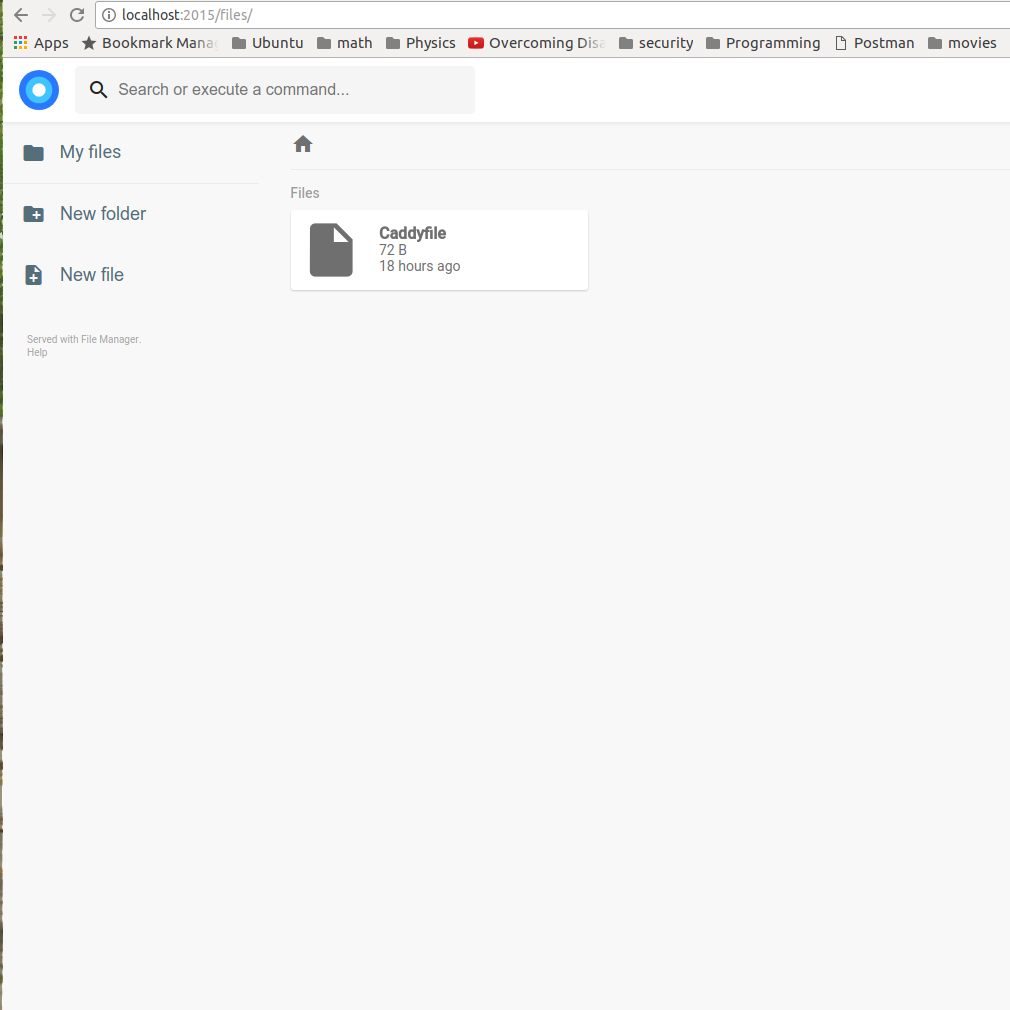 localhost:2015/files/
Apps Bookmark Mana Ubuntu math Physics Overcoming Disa security Programming Postman movies
Search or execute a command...
My files
New folder
New file
Served with File Manager.
Help
Files
Caddyfile
72 B
18 hours ago